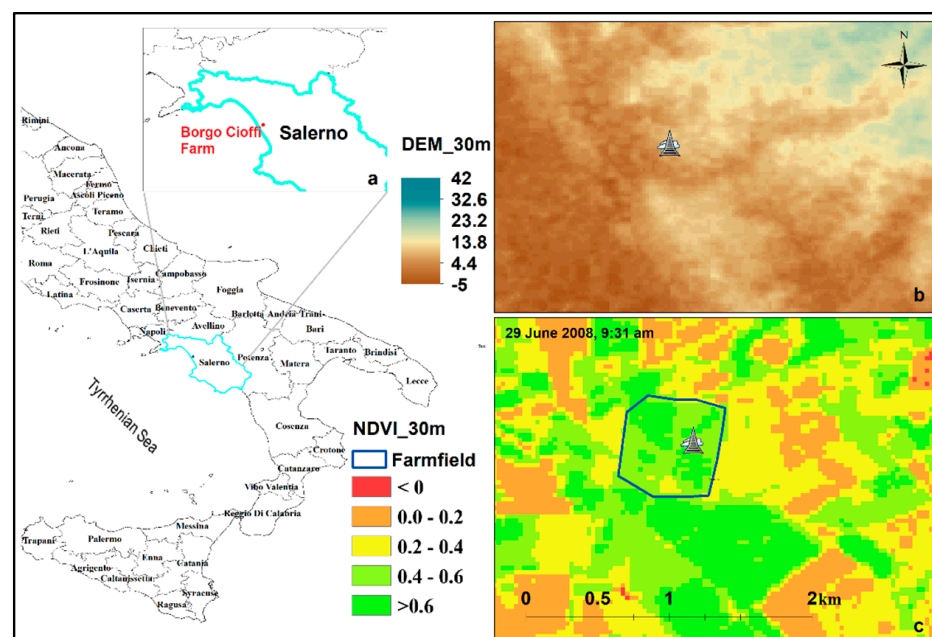 Rimini
Ancona
Macerata
Fermo
Perugia
Ascoli Piceno
Terni
Teramo
Rieti
Pescara
L'Aquila
Chieti
Roma
Frosinone
Isernia
Campobasso
Latina
Foggia
Caserta
Benevento
Barletta Andria-Trani
Napoli
Avellino
Bari
Salerno
Potenza
Matera
Taranto
Brindisi
Lecce
Tyrrhenian Sea
Cosenza
Crotone
Catanzaro
Vibo Valentia
Reggio Di Calabria
Messina
Trapani
Palermo
Enna
Catania
Agrigento
Caltanissetta
Syracuse
Ragusa
Borgo Cioffi
Farm
Salerno
a
DEM_30m
42
32.6
23.2
13.8
4.4
-5
N
b
NDVI_30m
Farmfield
< 0
0.0 - 0.2
0.2 - 0.4
0.4 - 0.6
>0.6
29 June 2008, 9:31 am
0 0.5 1 2km
c